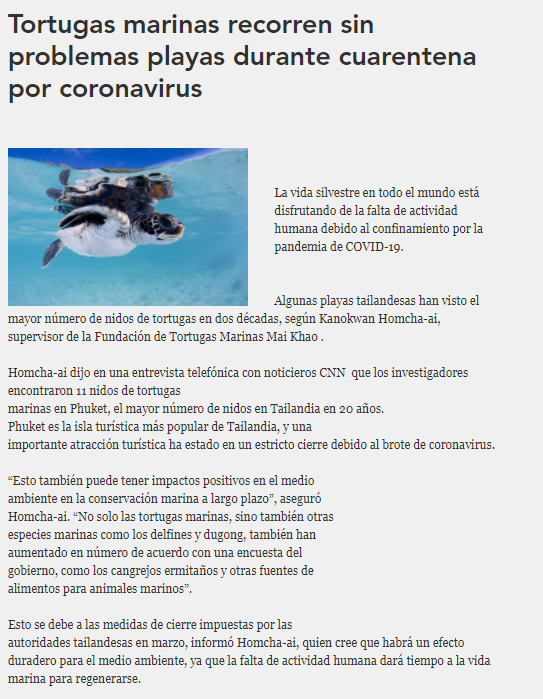 Tortugas marinas recorren sin
problemas playas durante cuarentena
por coronavirus
La vida silvestre en todo el mundo está
disfrutando de la falta de actividad
humana debido al confinamiento por la
pandemia de COVID-19.
Algunas playas tailandesas han visto el
mayor número de nidos de tortugas en dos décadas, según Kanokwan Homcha-ai,
supervisor de la Fundación de Tortugas Marinas Mai Khao .
Homcha-ai dijo en una entrevista telefónica con noticieros CNN que los investigadores
encontraron 11 nidos de tortugas
marinas en Phuket, el mayor número de nidos en Tailandia en 20 años.
Phuket es la isla turística más popular de Tailandia, y una
importante atracción turística ha estado en un estricto cierre debido al brote de coronavirus.
“Esto también puede tener impactos positivos en el medio
ambiente en la conservación marina a largo plazo”, aseguró
Homcha-ai. “No solo las tortugas marinas, sino también otras
especies marinas como los delfines y dugong, también han
aumentado en número de acuerdo con una encuesta del
gobierno, como los cangrejos ermitaños y otras fuentes de
alimentos para animales marinos”.
Esto se debe a las medidas de cierre impuestas por las
autoridades tailandesas en marzo, informó Homcha-ai, quien cree que habrá un efecto
duradero para el medio ambiente, ya que la falta de actividad humana dará tiempo a la vida
marina para regenerarse.